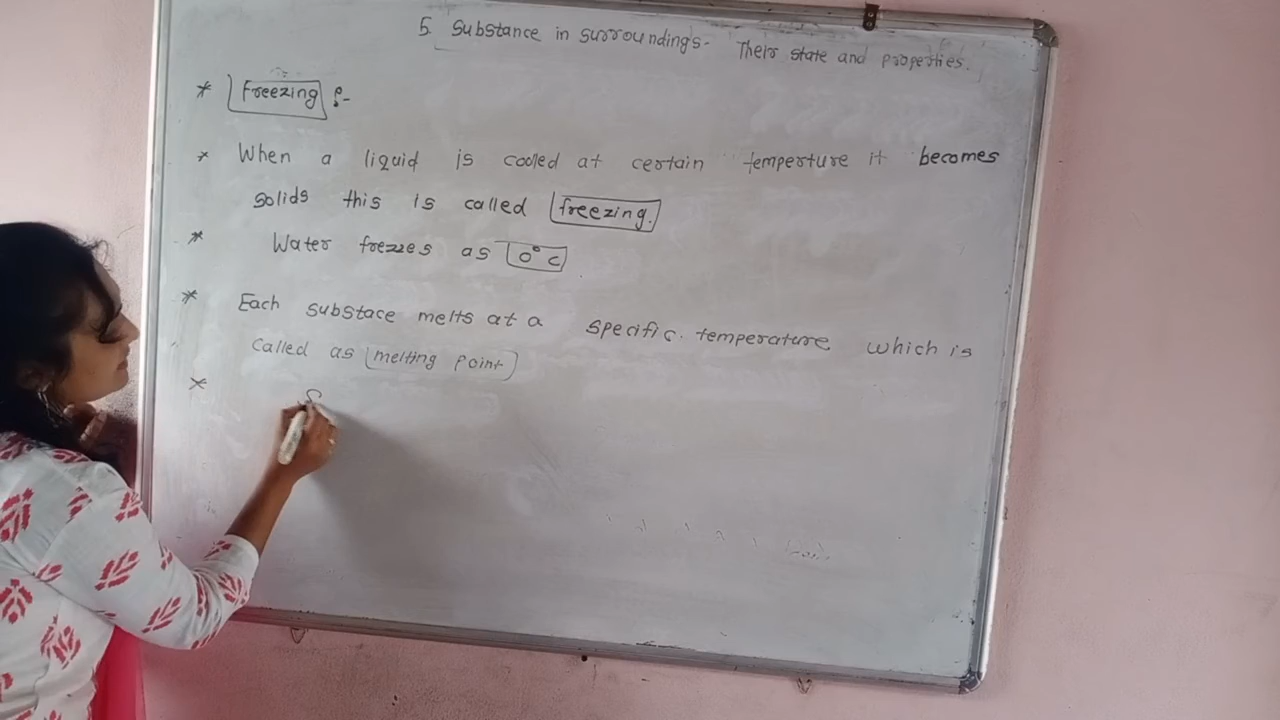 5. Substance in surroundings. Their state and properties.
* Freezing :-
* When a liquid is cooled at certain temperture it becomes
solids this is called freezing.
* Water frezzes as 0°c
* Each substace melts at a specific. temperature which is
called as melting point
* S